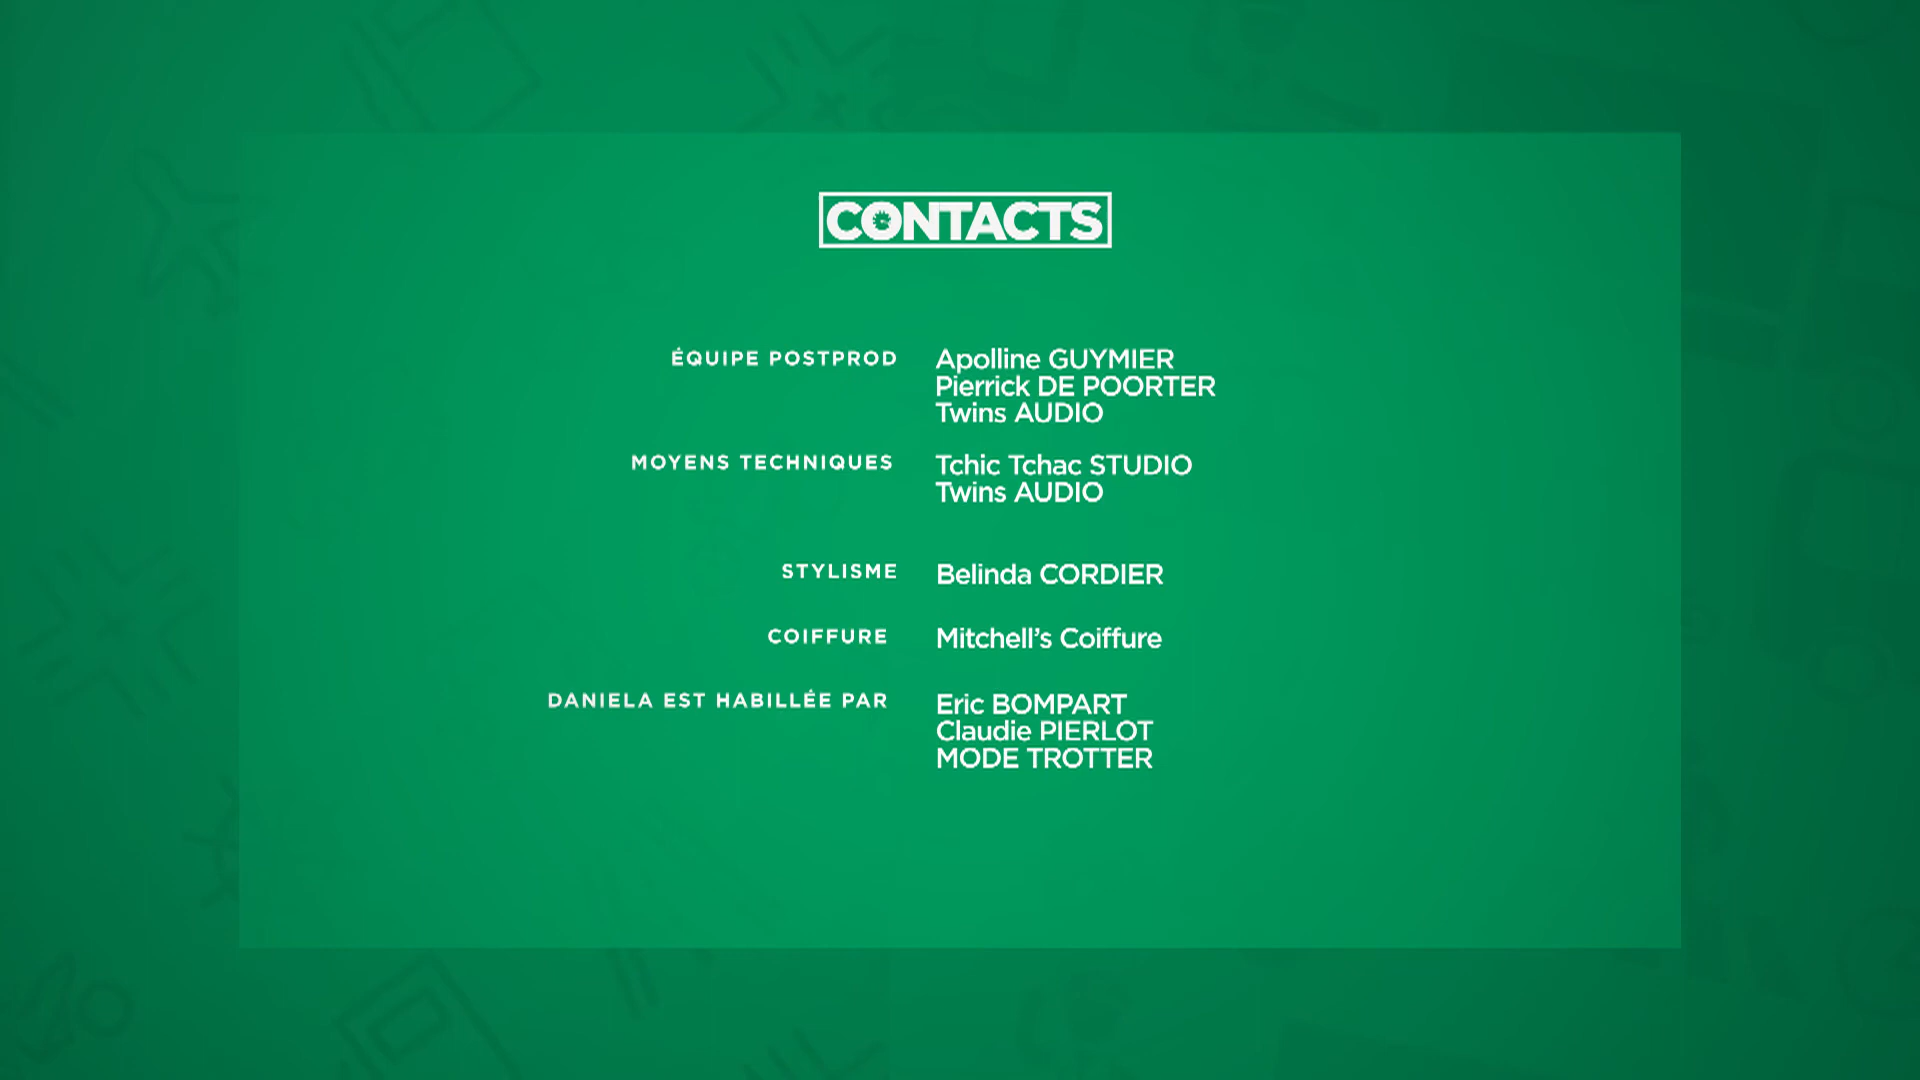 CONTACTS
ÉQUIPE POSTPROD Apolline GUYMIER
Pierrick DE POORTER
Twins AUDIO
MOYENS TECHNIQUES Tchic Tchac STUDIO
Twins AUDIO
STYLISME Belinda CORDIER
COIFFURE Mitchell’s Coiffure
DANIELA EST HABILLÉE PAR Eric BOMPART
Claudie PIERLOT
MODE TROTTER